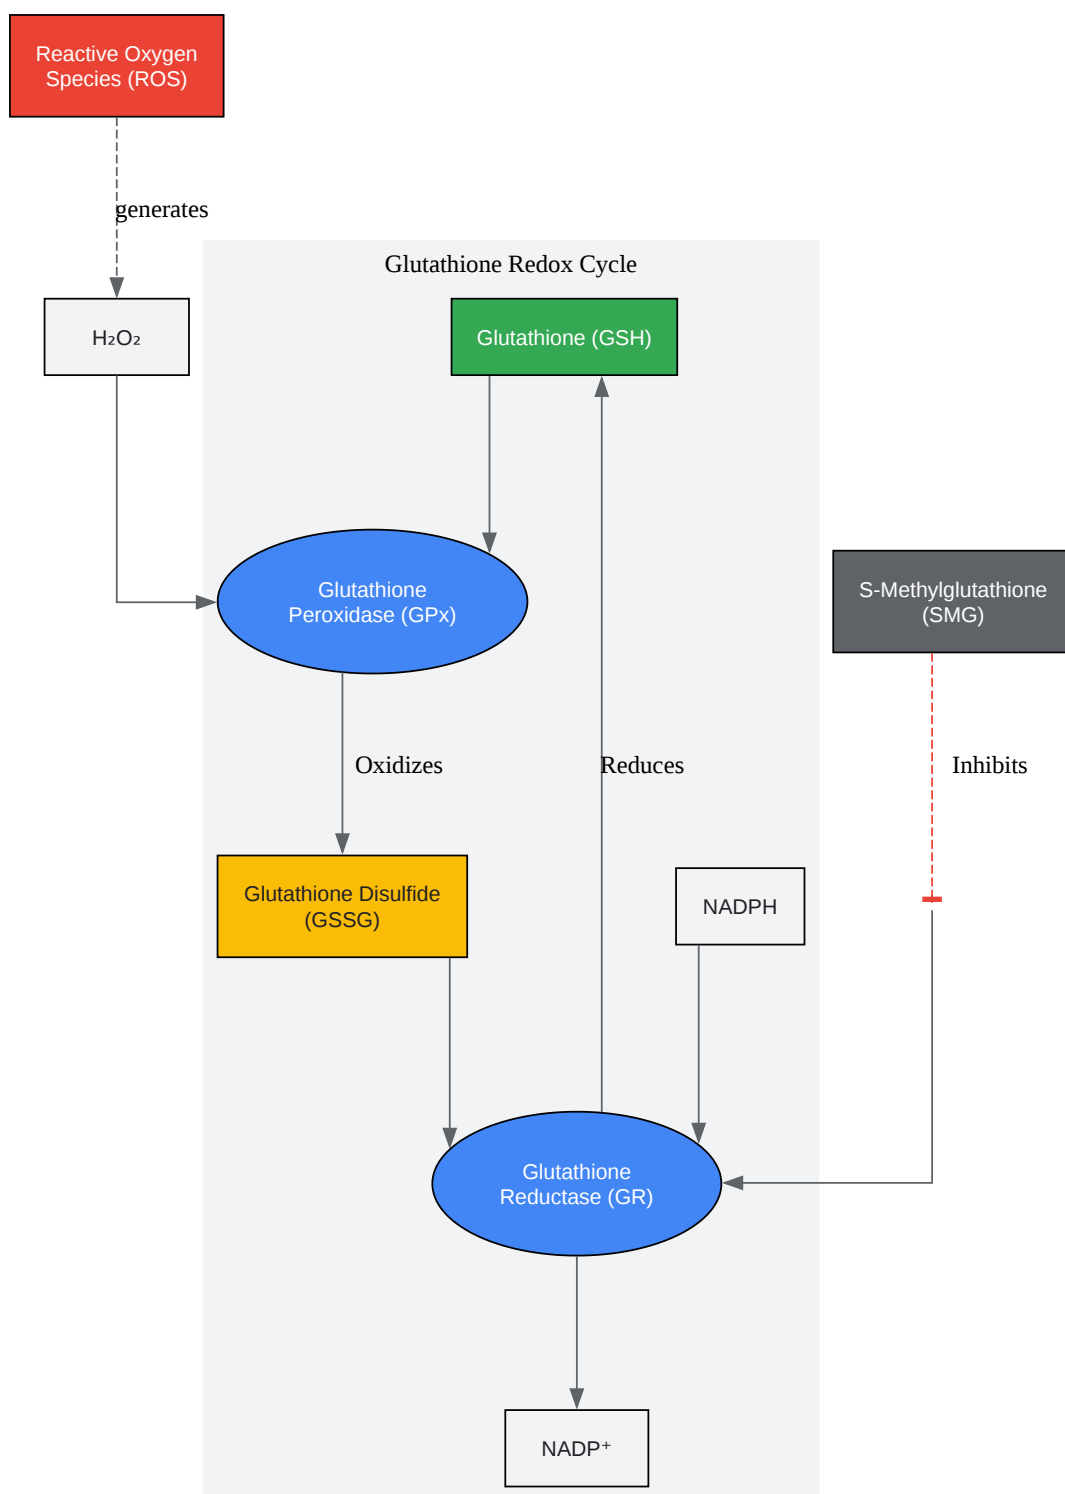 Reactive Oxygen
Species (ROS)
generates
Glutathione Redox Cycle
H₂O₂
Glutathione (GSH)
Glutathione
Peroxidase (GPx)
S-Methylglutathione
(SMG)
Oxidizes
Reduces
Inhibits
Glutathione Disulfide
(GSSG)
NADPH
Glutathione
Reductase (GR)
NADP⁺